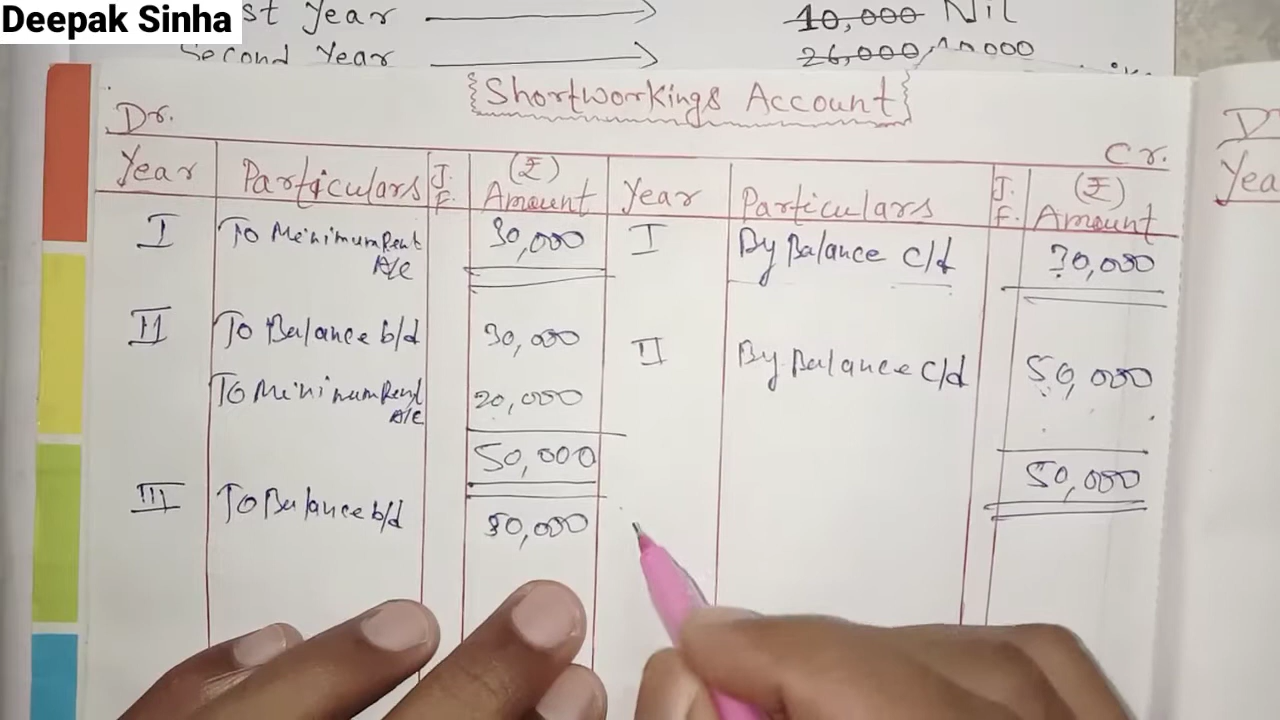 Deepak Sinha
st Year 10,000 Nil
Second Year 26,000
{Shortworkings Account}
Dr.
Cr.
Year Particulars J.F. (₹) Amount Year Particulars J.F. (₹) Amount
I To Minimum Rent A/c 30,000 I By Balance c/d 30,000
II To Balance b/d 30,000 II By Balance c/d 50,000
To Minimum Rent A/c 20,000
50,000 50,000
III To Balance b/d 50,000
D
Yea